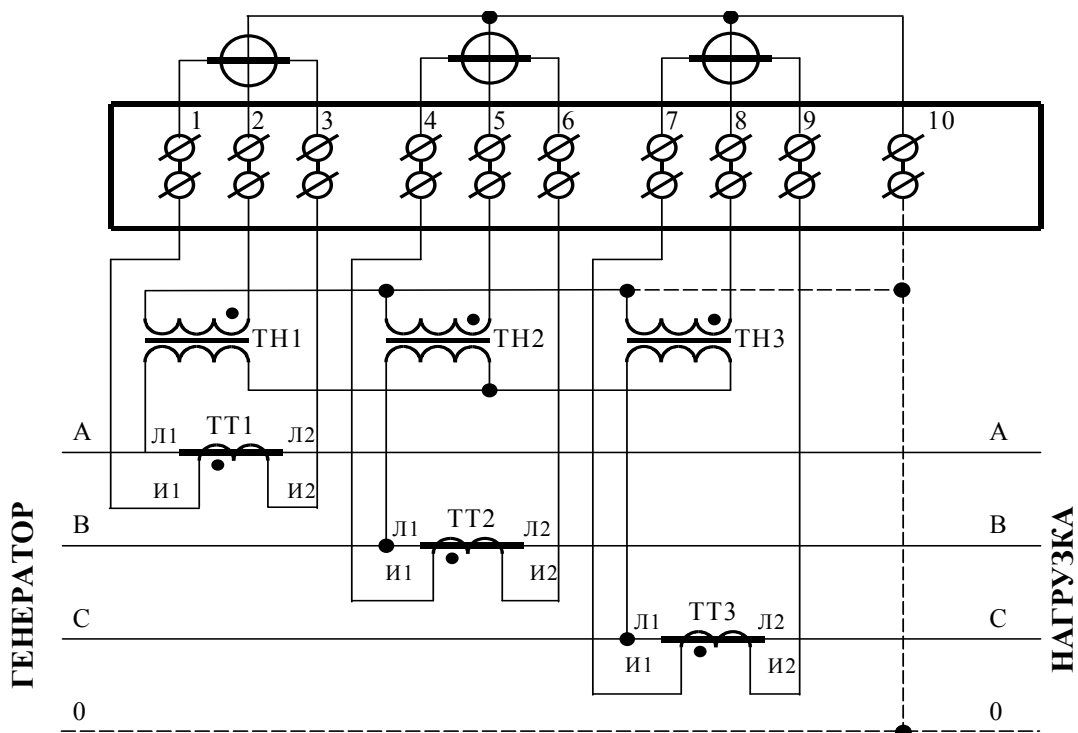 1 2 3 4 5 6 7 8 9 10
ТН1 ТН2 ТН3
А Л1 ТТ1 Л2 А
И1 И2
В Л1 ТТ2 Л2 В
И1 И2
С Л1 ТТ3 Л2 С
И1 И2
0 0
ГЕНЕРАТОР
НАГРУЗКА